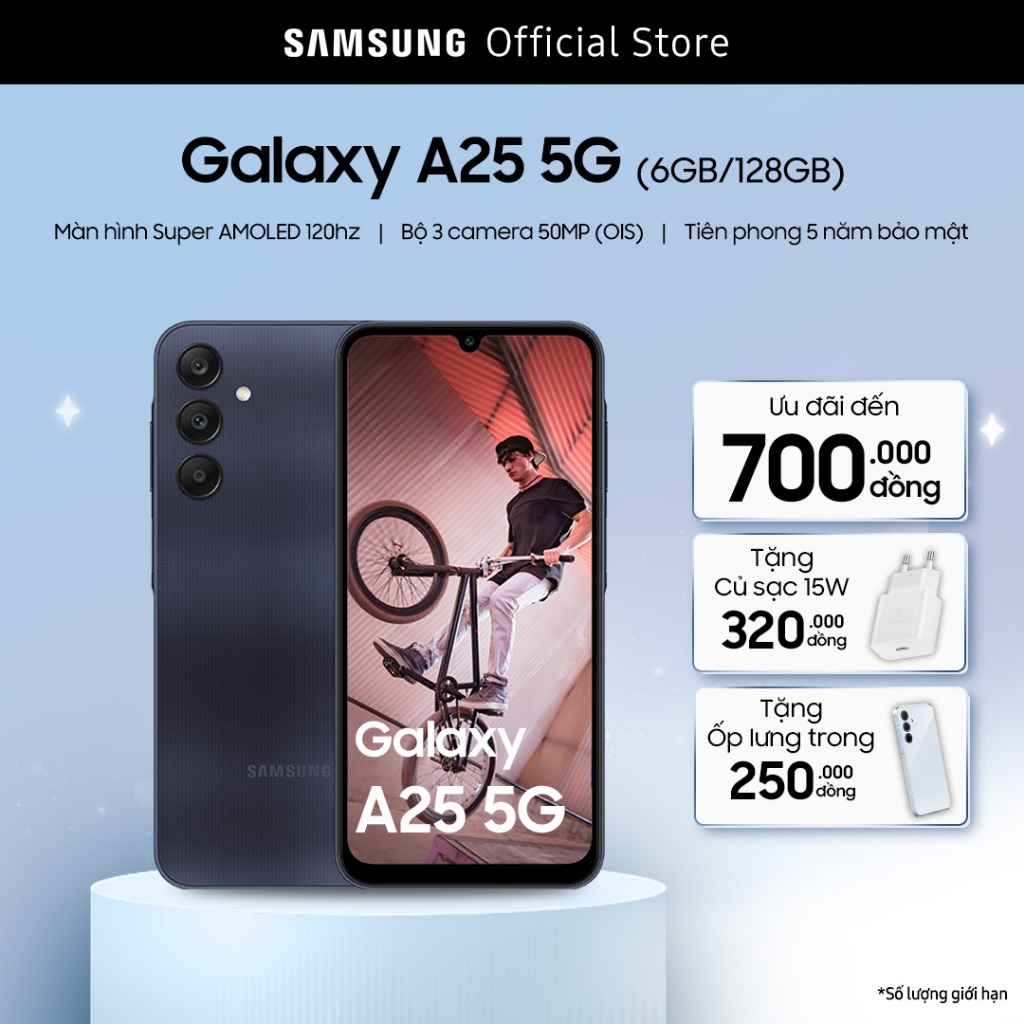 SAMSUNG Official Store
Galaxy A25 5G (6GB/128GB)
Màn hình Super AMOLED 120hz | Bộ 3 camera 50MP (OIS) | Tiên phong 5 năm bảo mật
SAMSUNG
Galaxy
A25 5G
Ưu đãi đến
700.000 đồng
Tặng
Củ sạc 15W
320.000 đồng
Tặng
Ốp lưng trong
250.000 đồng
*Số lượng giới hạn